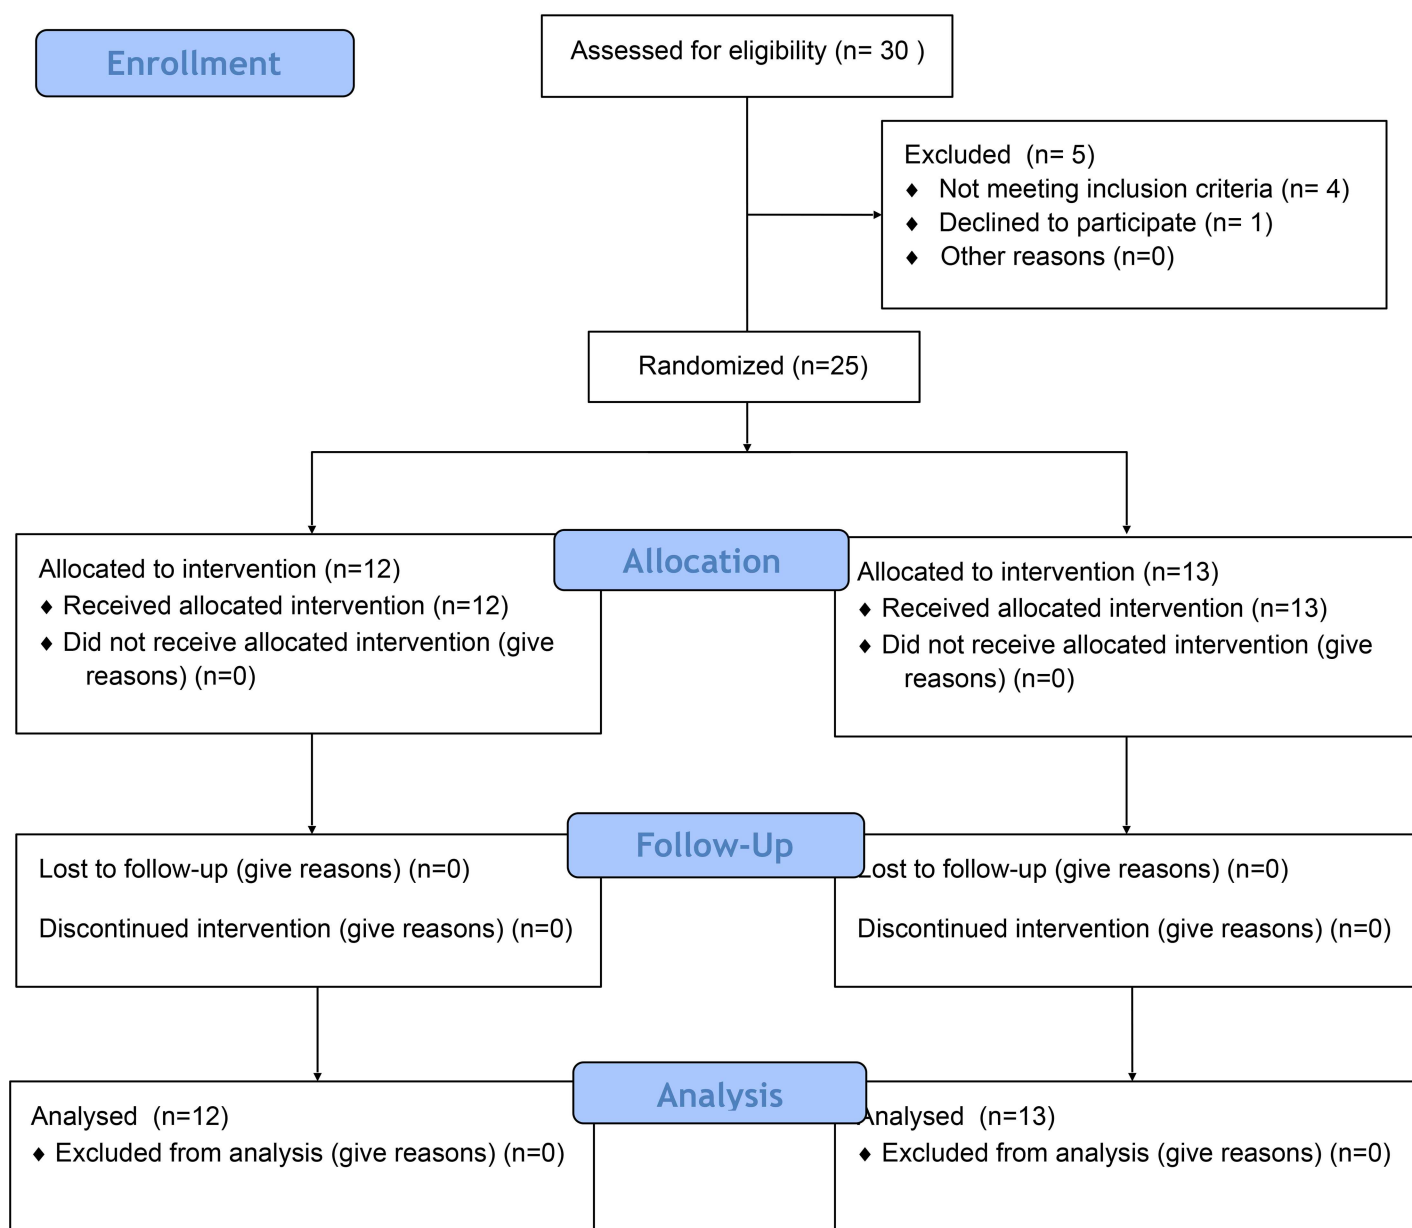 Enrollment
Assessed for eligibility (n= 30 )
Excluded (n= 5)
♦ Not meeting inclusion criteria (n= 4)
♦ Declined to participate (n= 1)
♦ Other reasons (n=0)
Randomized (n=25)
Allocation
Allocated to intervention (n=12)
♦ Received allocated intervention (n=12)
♦ Did not receive allocated intervention (give
reasons) (n=0)
Allocated to intervention (n=13)
♦ Received allocated intervention (n=13)
♦ Did not receive allocated intervention (give
reasons) (n=0)
Follow-Up
Lost to follow-up (give reasons) (n=0)
Discontinued intervention (give reasons) (n=0)
Lost to follow-up (give reasons) (n=0)
Discontinued intervention (give reasons) (n=0)
Analysis
Analysed (n=12)
♦ Excluded from analysis (give reasons) (n=0)
Analysed (n=13)
♦ Excluded from analysis (give reasons) (n=0)